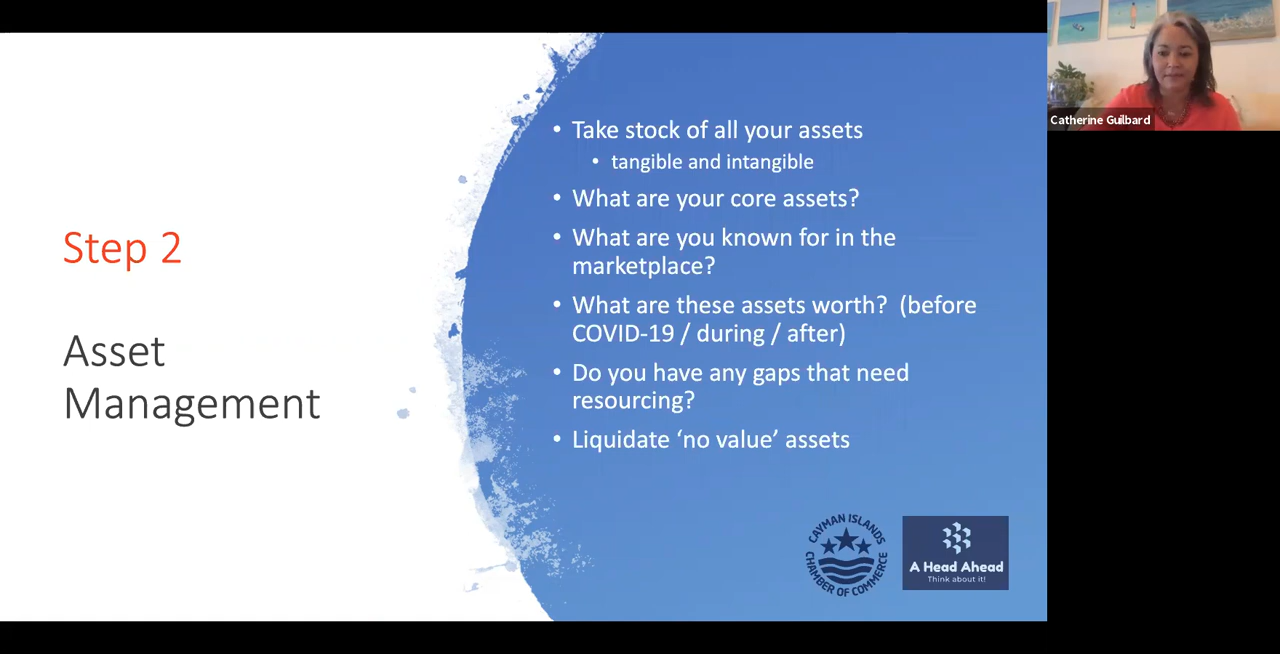 Catherine Guilbard
Step 2
Asset
Management
• Take stock of all your assets
• tangible and intangible
• What are your core assets?
• What are you known for in the
marketplace?
• What are these assets worth?  (before
COVID-19 / during / after)
• Do you have any gaps that need
resourcing?
• Liquidate ‘no value’ assets
CAYMAN ISLANDS
CHAMBER OF COMMERCE
A Head Ahead
Think about it!